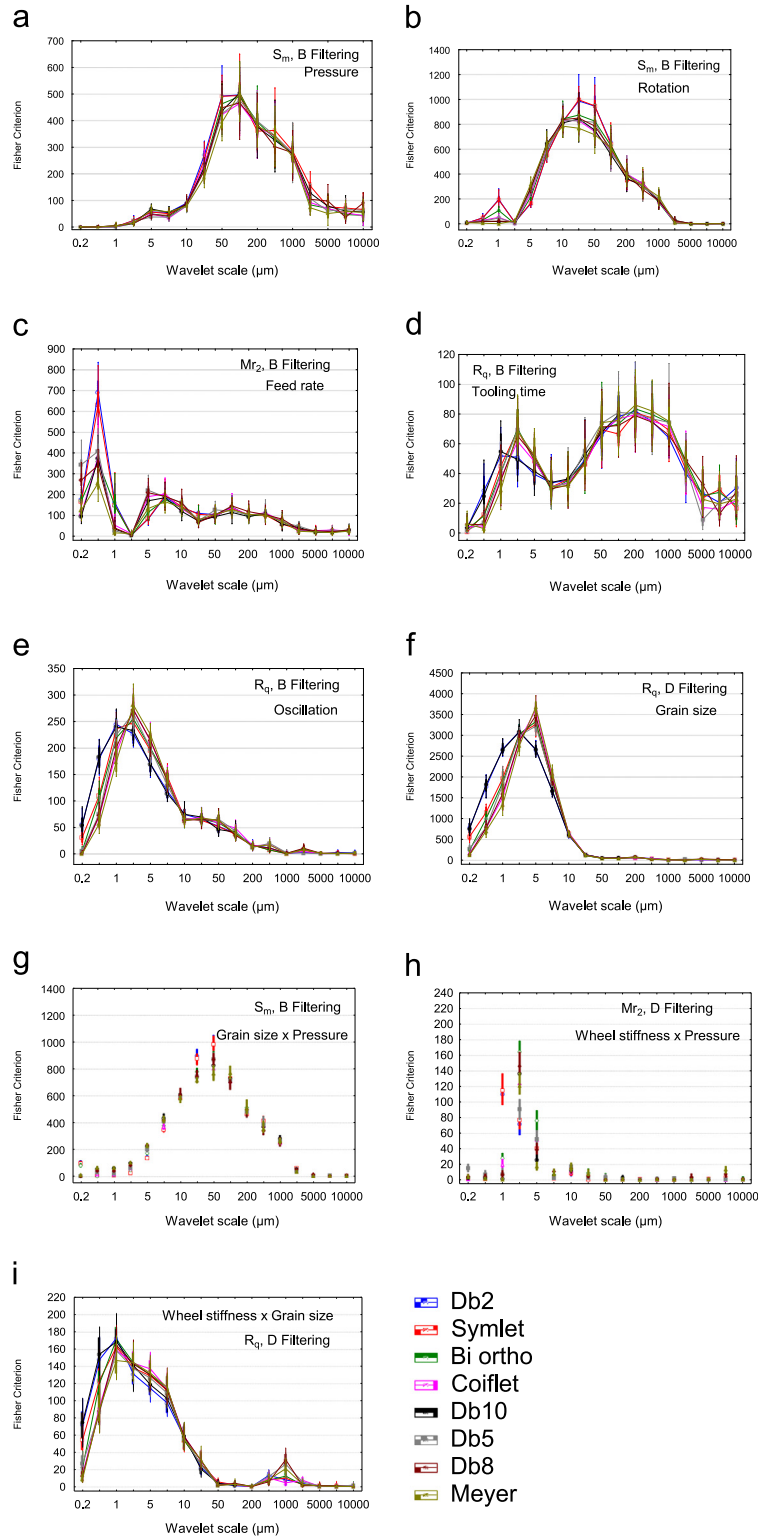 a
S_m, B Filtering
Pressure
Fisher Criterion
700
600
500
400
300
200
100
0
0.2 1 5 10 50 200 1000 5000 10000
Wavelet scale (µm)
b
S_m, B Filtering
Rotation
Fisher Criterion
1400
1200
1000
800
600
400
200
0
0.2 1 5 10 50 200 1000 5000 10000
Wavelet scale (µm)
c
Mr_2, B Filtering
Feed rate
Fisher Criterion
900
800
700
600
500
400
300
200
100
0
0.2 1 5 10 50 200 1000 5000 10000
Wavelet scale (µm)
d
R_q, B Filtering
Tooling time
Fisher Criterion
120
100
80
60
40
20
0
0.2 1 5 10 50 200 1000 5000 10000
Wavelet scale (µm)
e
R_q, B Filtering
Oscillation
Fisher Criterion
350
300
250
200
150
100
50
0
0.2 1 5 10 50 200 1000 5000 10000
Wavelet scale (µm)
f
R_q, D Filtering
Grain size
Fisher Criterion
4500
4000
3500
3000
2500
2000
1500
1000
500
0
0.2 1 5 10 50 200 1000 5000 10000
Wavelet scale (µm)
g
S_m, B Filtering
Grain size x Pressure
Fisher Criterion
1400
1200
1000
800
600
400
200
0
0.2 1 5 10 50 200 1000 5000 10000
Wavelet scale (µm)
h
Mr_2, D Filtering
Wheel stiffness x Pressure
Fisher Criterion
240
220
200
180
160
140
120
100
80
60
40
20
0
0.2 1 5 10 50 200 1000 5000 10000
Wavelet scale (µm)
i
Wheel stiffness x Grain size
R_q, D Filtering
Fisher Criterion
220
200
180
160
140
120
100
80
60
40
20
0
0.2 1 5 10 50 200 1000 5000 10000
Wavelet scale (µm)
Db2
Symlet
Bi ortho
Coiflet
Db10
Db5
Db8
Meyer